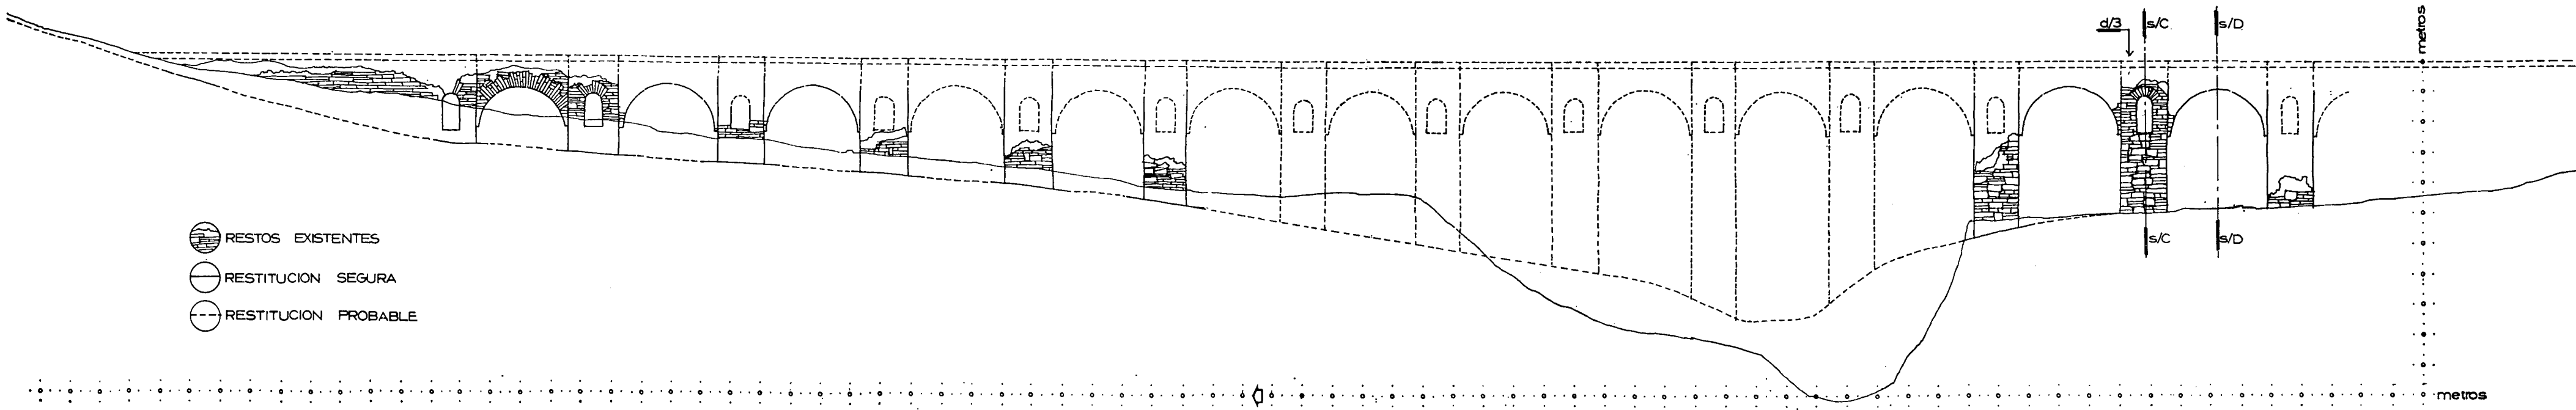 d/3
s/C
s/D
metros
RESTOS EXISTENTES
RESTITUCION SEGURA
RESTITUCION PROBABLE
s/C
s/D
metros